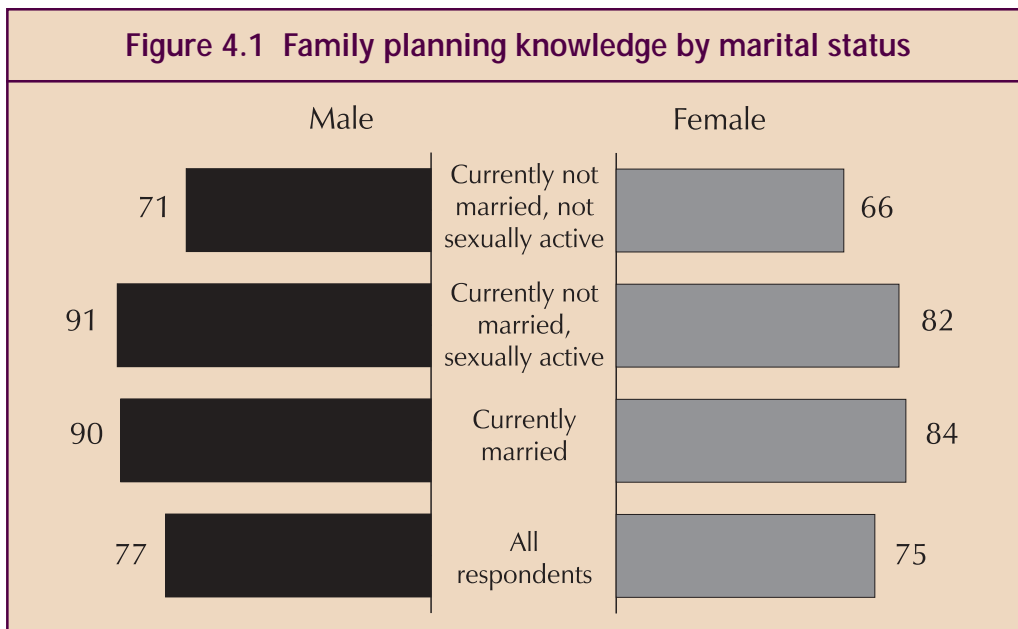 Figure 4.1 Family planning knowledge by marital status
Male
Female
71
Currently not
married, not
sexually active
66
91
Currently not
married,
sexually active
82
90
Currently
married
84
77
All
respondents
75